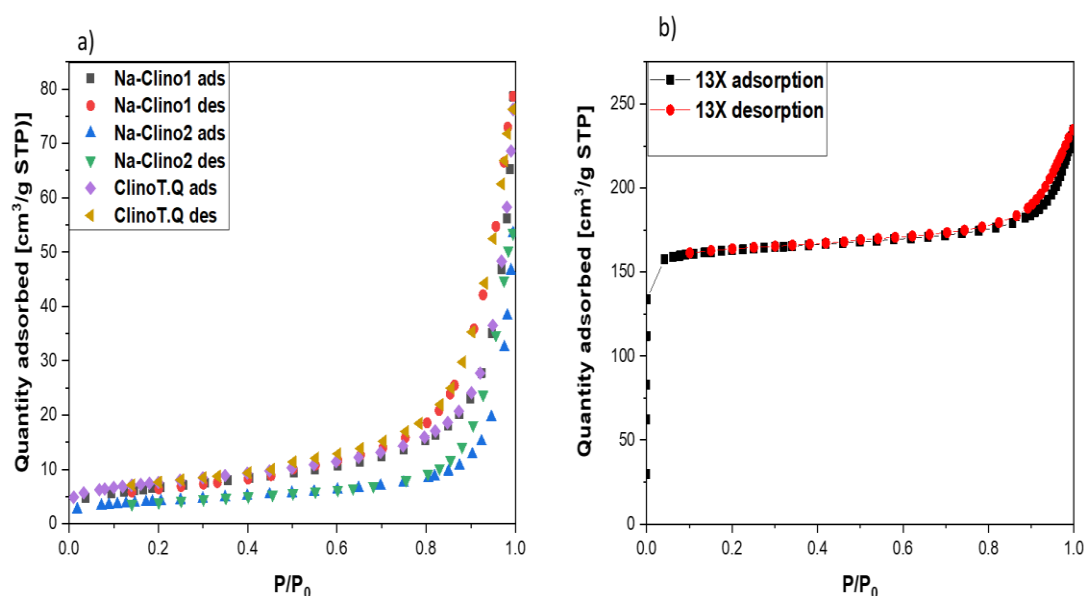 a)
Na-Clino1 ads
Na-Clino1 des
Na-Clino2 ads
Na-Clino2 des
ClinoT.Q ads
ClinoT.Q des
Quantity adsorbed [cm³/g STP)]
80
70
60
50
40
30
20
10
0
0.0 0.2 0.4 0.6 0.8 1.0
P/P₀
b)
13X adsorption
13X desorption
Quantity adsorbed [cm³/g STP]
250
200
150
100
50
0
0.0 0.2 0.4 0.6 0.8 1.0
P/P₀